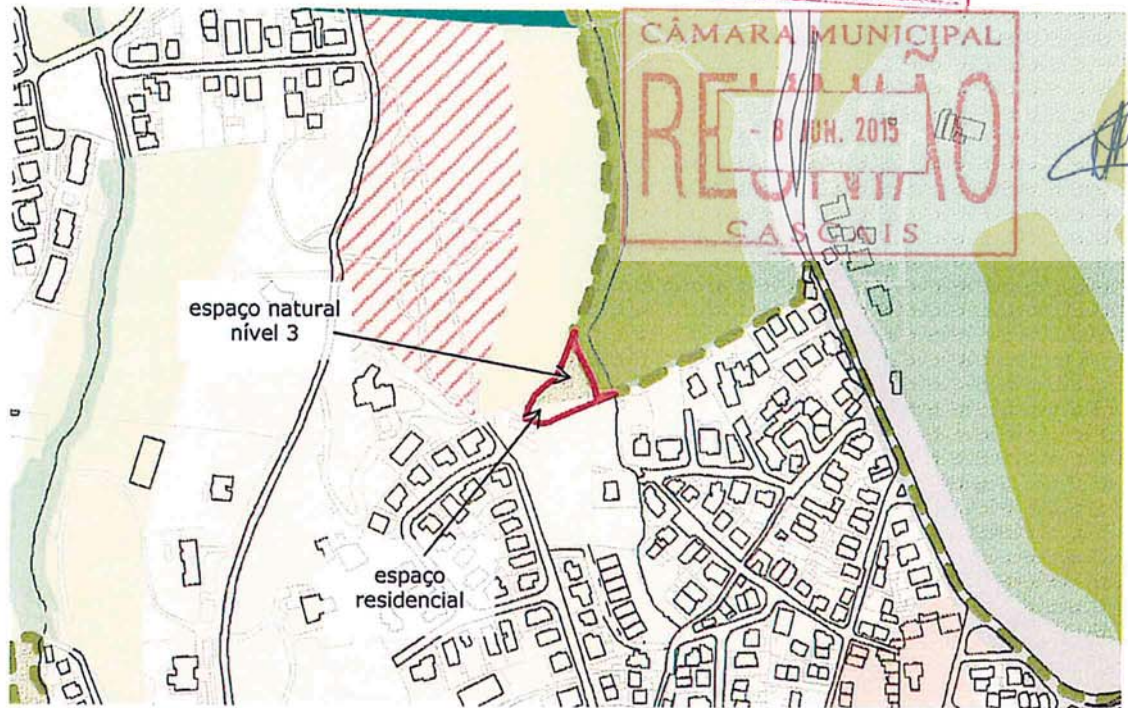 CÂMARA MUNICIPAL
REUNIÃO
- 8 JUN. 2015
CASCAIS
espaço natural
nível 3
espaço
residencial